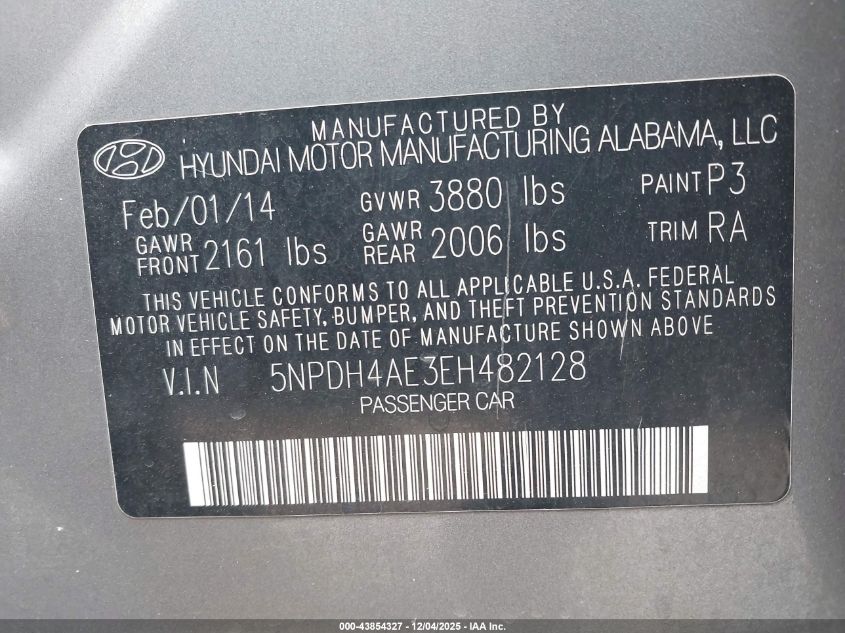 MANUFACTURED BY
HYUNDAI MOTOR MANUFACTURING ALABAMA, LLC
Feb/01/14 GVWR 3880 lbs PAINT P3
GAWR FRONT 2161 lbs GAWR REAR 2006 lbs TRIM RA
THIS VEHICLE CONFORMS TO ALL APPLICABLE U.S.A. FEDERAL
MOTOR VEHICLE SAFETY, BUMPER, AND THEFT PREVENTION STANDARDS
IN EFFECT ON THE DATE OF MANUFACTURE SHOWN ABOVE
V.I.N 5NPDH4AE3EH482128
PASSENGER CAR
000-43854327 - 12/04/2025 - IAA Inc.